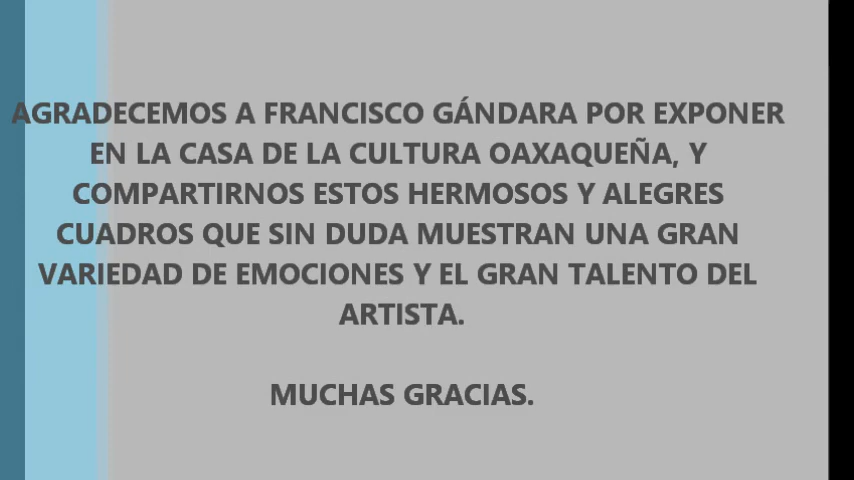 AGRADECEMOS A FRANCISCO GÁNDARA POR EXPONER
EN LA CASA DE LA CULTURA OAXAQUEÑA, Y
COMPARTIRNOS ESTOS HERMOSOS Y ALEGRES
CUADROS QUE SIN DUDA MUESTRAN UNA GRAN
VARIEDAD DE EMOCIONES Y EL GRAN TALENTO DEL
ARTISTA.
MUCHAS GRACIAS.